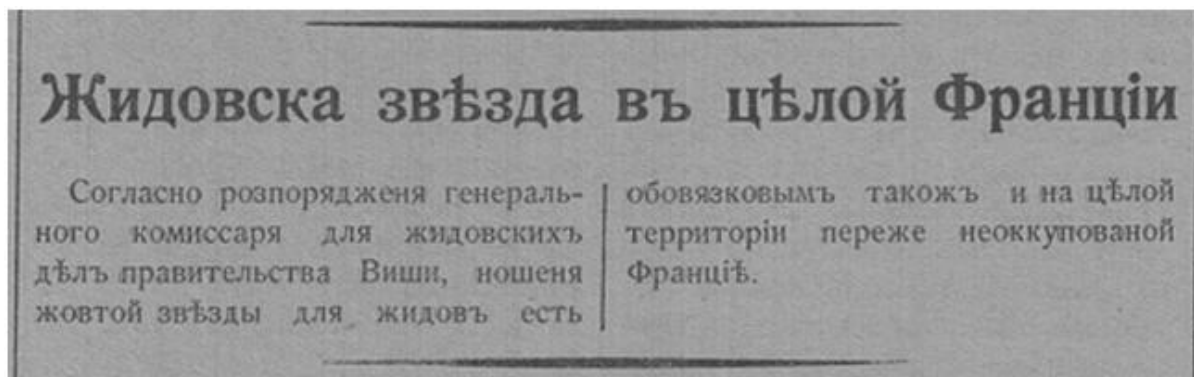 Жидовска звѣзда въ цѣлой Франціи
Согласно розпорядженя генераль-
ного комиссаря для жидовскихъ
дѣлъ правительства Виши, ношеня
жовтой звѣзды для жидовъ есть
обовязковымъ такожъ и на цѣлой
территоріи переже неоккупованой
Франціѣ.